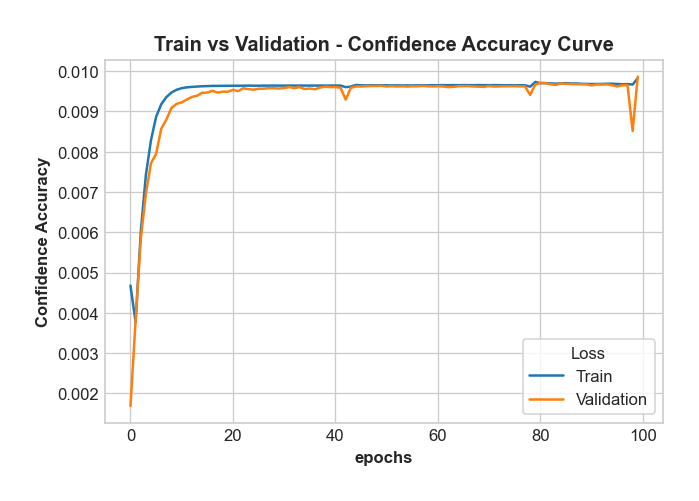 Train vs Validation - Confidence Accuracy Curve
0.010
0.009
0.008
0.007
0.006
0.005
0.004
0.003
0.002
Confidence Accuracy
Loss
Train
Validation
0 20 40 60 80 100
epochs